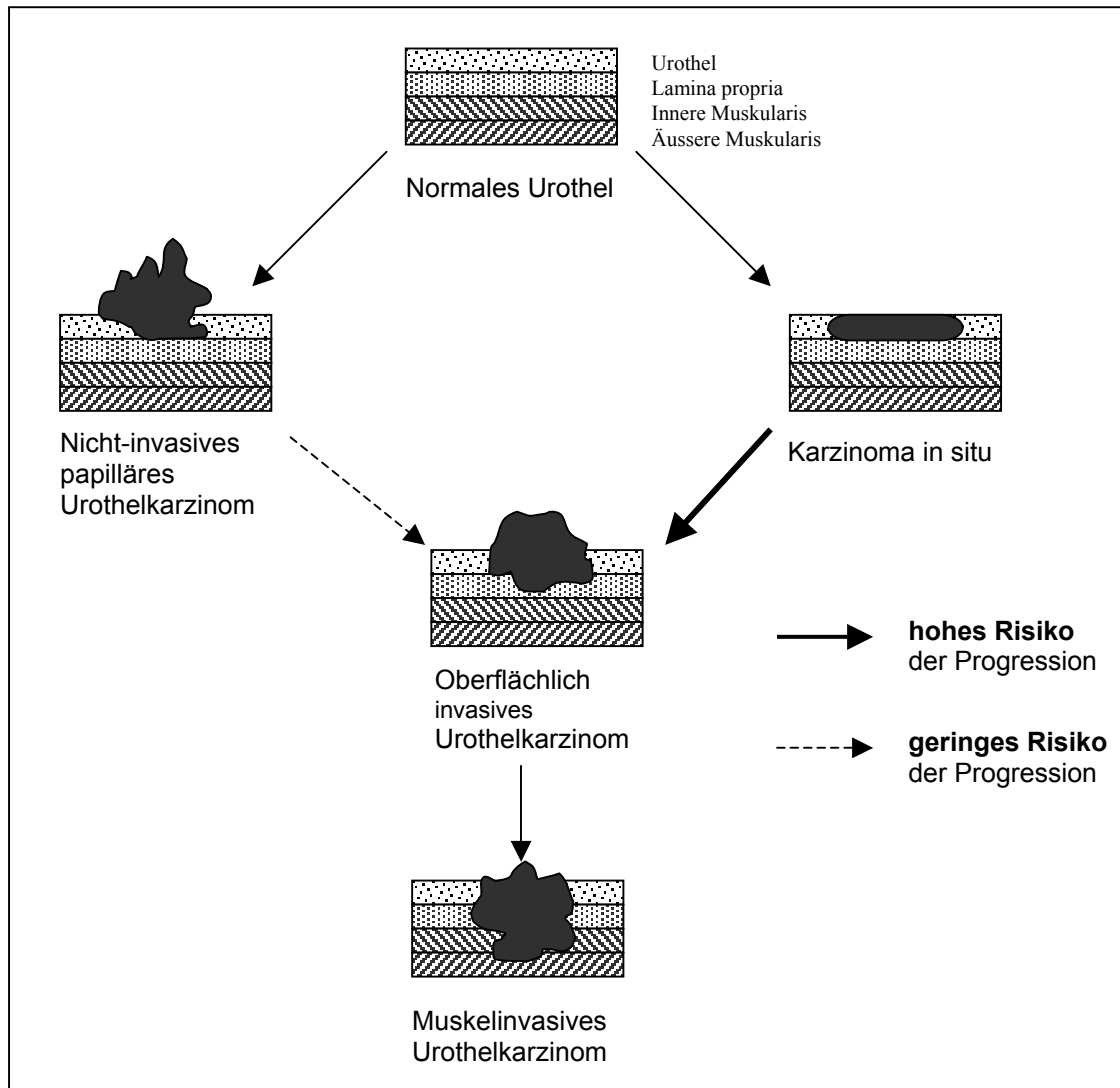 Urothel
Lamina propria
Innere Muskularis
Äussere Muskularis
Normales Urothel
Nicht-invasives
papilläres
Urothelkarzinom
Karzinoma in situ
Oberflächlich
invasives
Urothelkarzinom
hohes Risiko
der Progression
geringes Risiko
der Progression
Muskelinvasives
Urothelkarzinom